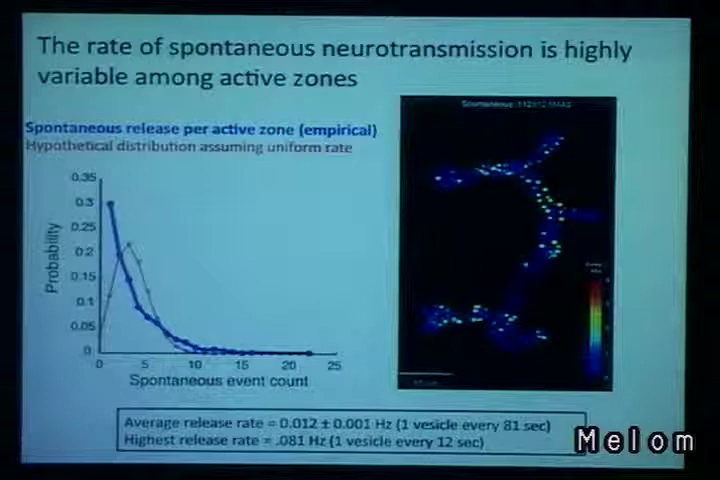 The rate of spontaneous neurotransmission is highly
variable among active zones
Spontaneous release per active zone (empirical)
Hypothetical distribution assuming uniform rate
0.35
0.3
0.25
0.2
0.15
0.1
0.05
0
Probability
0
5
10
15
20
25
Spontaneous event count
Average release rate = 0.012 ± 0.001 Hz (1 vesicle every 81 sec)
Highest release rate = .081 Hz (1 vesicle every 12 sec)
Melom